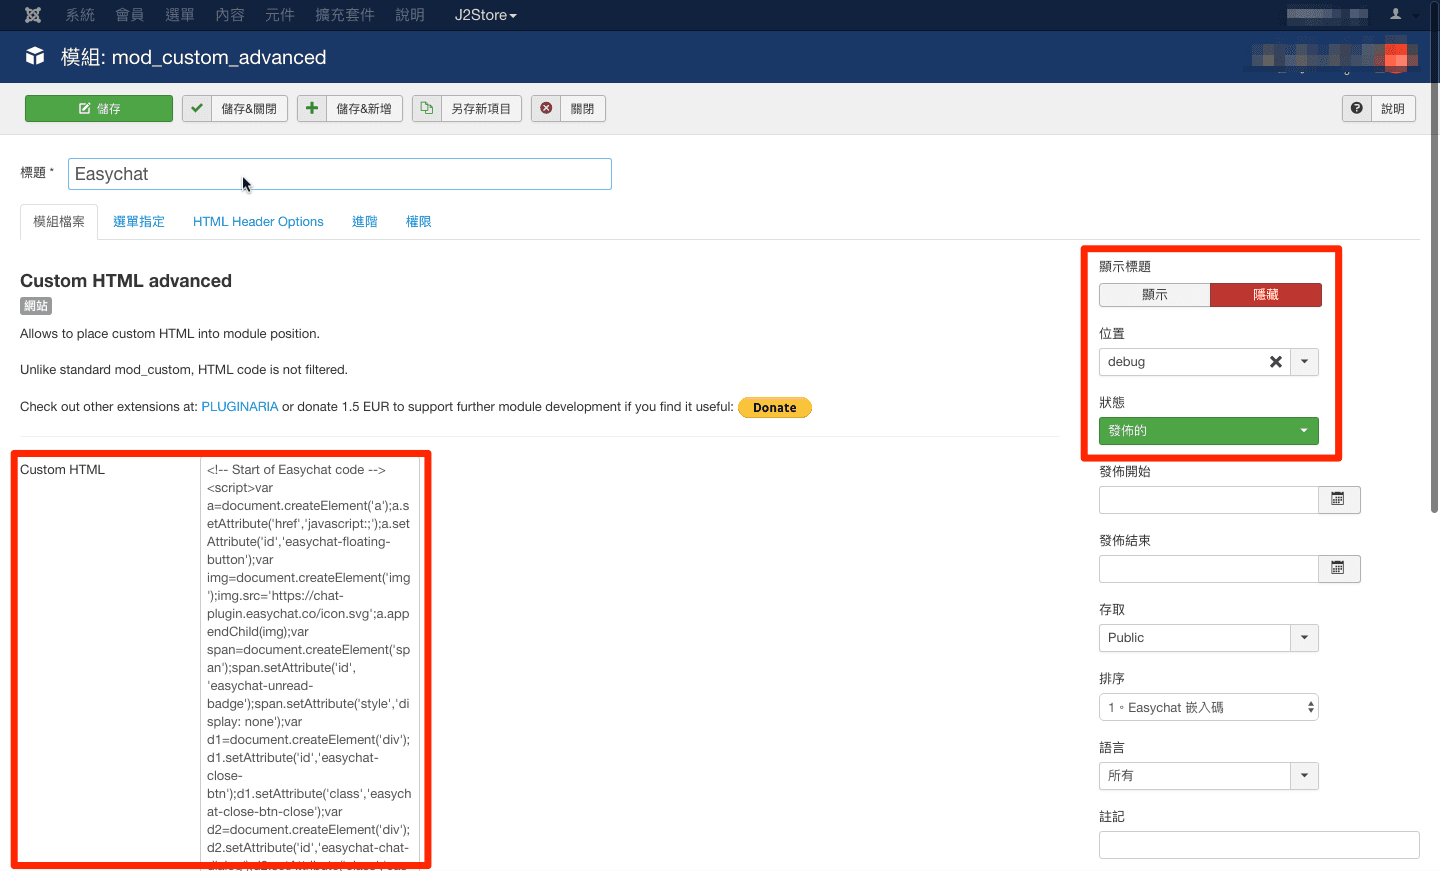 系統 會員 選單 內容 元件 擴充套件 說明 J2Store
模組: mod_custom_advanced
儲存 儲存&關閉 儲存&新增 另存新項目 關閉 說明
標題 * Easychat
模組檔案 選單指定 HTML Header Options 進階 權限
Custom HTML advanced
網站
Allows to place custom HTML into module position.
Unlike standard mod_custom, HTML code is not filtered.
Check out other extensions at: PLUGINARIA or donate 1.5 EUR to support further module development if you find it useful: Donate
Custom HTML
<!-- Start of Easychat code -->
<script>var
a=document.createElement('a');a.s
etAttribute('href','javascript:;');a.set
Attribute('id','easychat-floating-
button');var
img=document.createElement('img
');img.src='https://chat-
plugin.easychat.co/icon.svg';a.app
endChild(img);var
span=document.createElement('sp
an');span.setAttribute('id',
'easychat-unread-
badge');span.setAttribute('style','di
splay: none');var
d1=document.createElement('div');
d1.setAttribute('id','easychat-
close-
btn');d1.setAttribute('class','easych
at-close-btn-close');var
d2=document.createElement('div');
d2.setAttribute('id','easychat-chat-
顯示標題
顯示 隱藏
位置
debug
狀態
發佈的
發佈開始
發佈結束
存取
Public
排序
1。Easychat 嵌入碼
語言
所有
註記